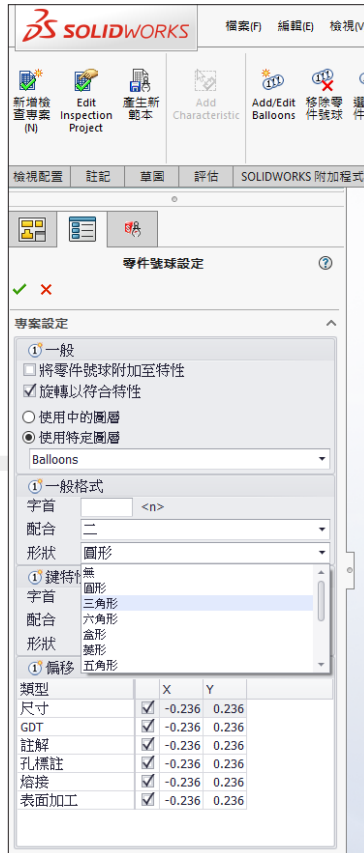 SOLIDWORKS 檔案(F) 編輯(E) 檢視(V
新增檢查專案(N) Edit Inspection Project 產生新範本 Add Characteristic Add/Edit Balloons 移除零件號球
檢視配置 註記 草圖 評估 SOLIDWORKS 附加程式
零件號球設定
專案設定
一般
將零件號球附加至特性
旋轉以符合特性
使用中的圖層
使用特定圖層
Balloons
一般格式
字首 <n>
配合 二
形狀 圓形
無
圓形
三角形
六角形
盒形
菱形
五角形
鍵特
字首
配合
形狀
偏移
類型 X Y
尺寸 -0.236 0.236
GDT -0.236 0.236
註解 -0.236 0.236
孔標註 -0.236 0.236
熔接 -0.236 0.236
表面加工 -0.236 0.236